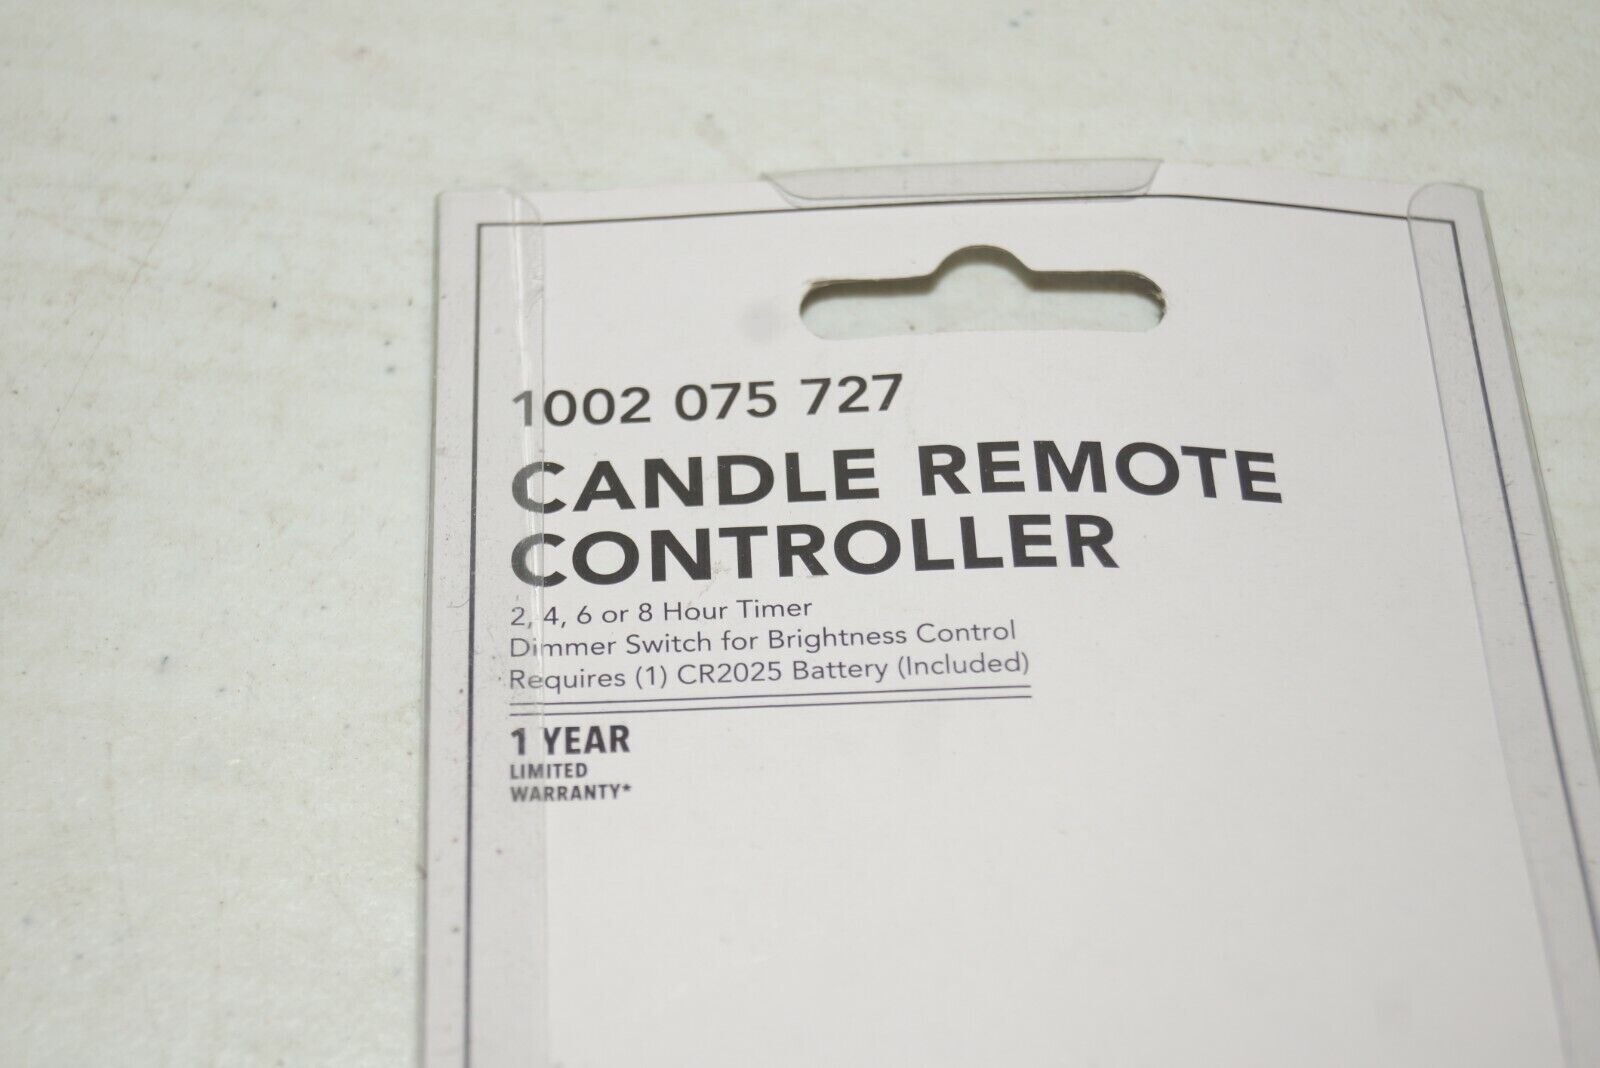 1002 075 727
CANDLE REMOTE
CONTROLLER
2, 4, 6 or 8 Hour Timer
Dimmer Switch for Brightness Control
Requires (1) CR2025 Battery (Included)
1 YEAR
LIMITED
WARRANTY*